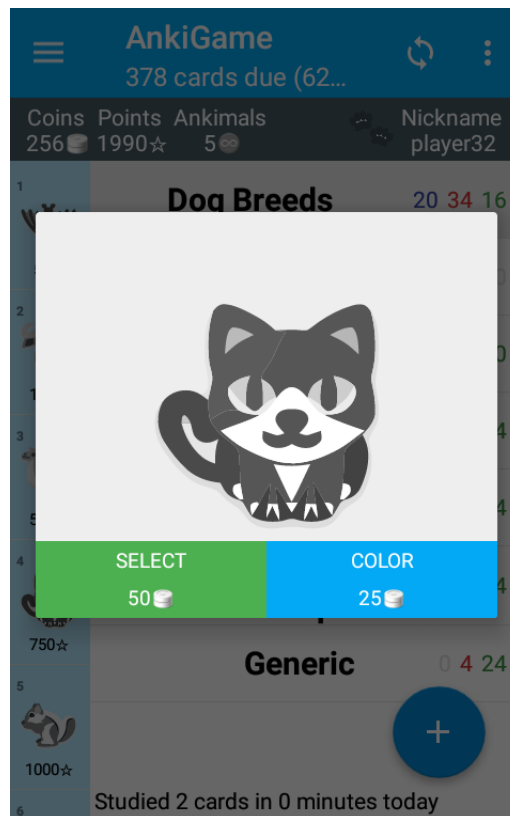 AnkiGame
378 cards due (62...
Coins Points Ankimals Nickname
256 1990☆ 5 player32
1
Dog Breeds 20 34 16
2
3
4
SELECT COLOR
50 25
750☆
Generic 0 4 24
5
+
1000☆
Studied 2 cards in 0 minutes today
6